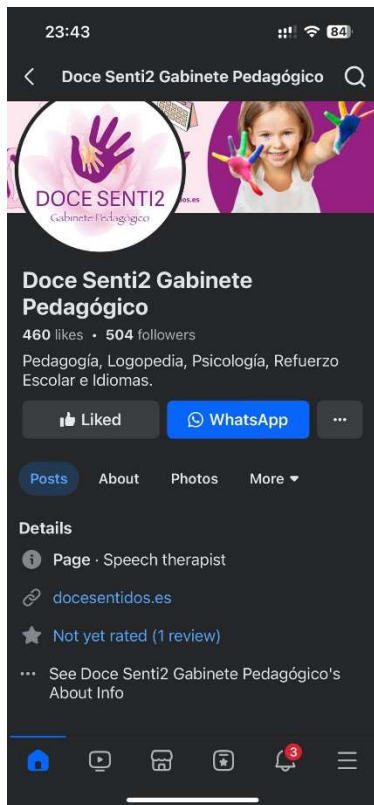 23:43
84
Doce Senti2 Gabinete Pedagógico
os.es
DOCE SENTI2
Gabinete Pedagógico
Doce Senti2 Gabinete
Pedagógico
460 likes • 504 followers
Pedagogía, Logopedia, Psicología, Refuerzo
Escolar e Idiomas.
Liked
WhatsApp
Posts
About
Photos
More
Details
Page · Speech therapist
docesentidos.es
Not yet rated (1 review)
See Doce Senti2 Gabinete Pedagógico's
About Info
3